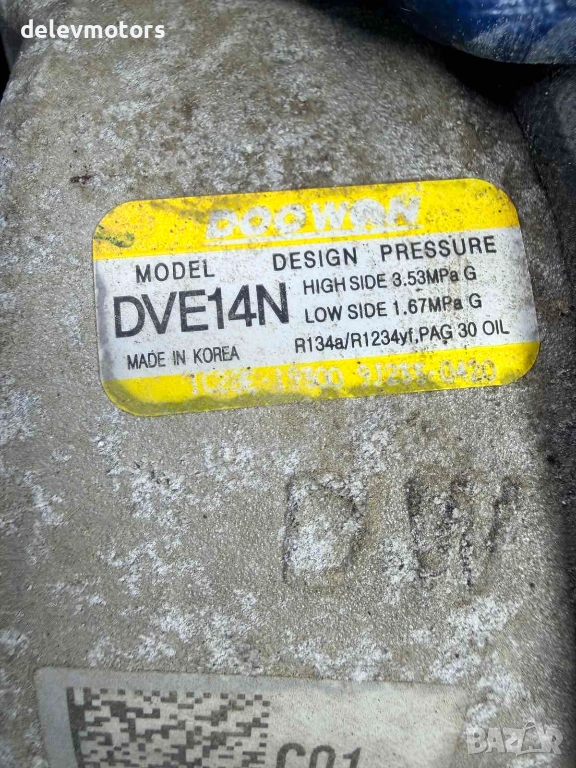 delevmotors
DOOWON
MODEL DESIGN PRESSURE
DVE14N HIGH SIDE 3.53MPa G
LOW SIDE 1.67MPa G
MADE IN KOREA R134a/R1234yf,PAG 30 OIL
DW
C01
BAZAR